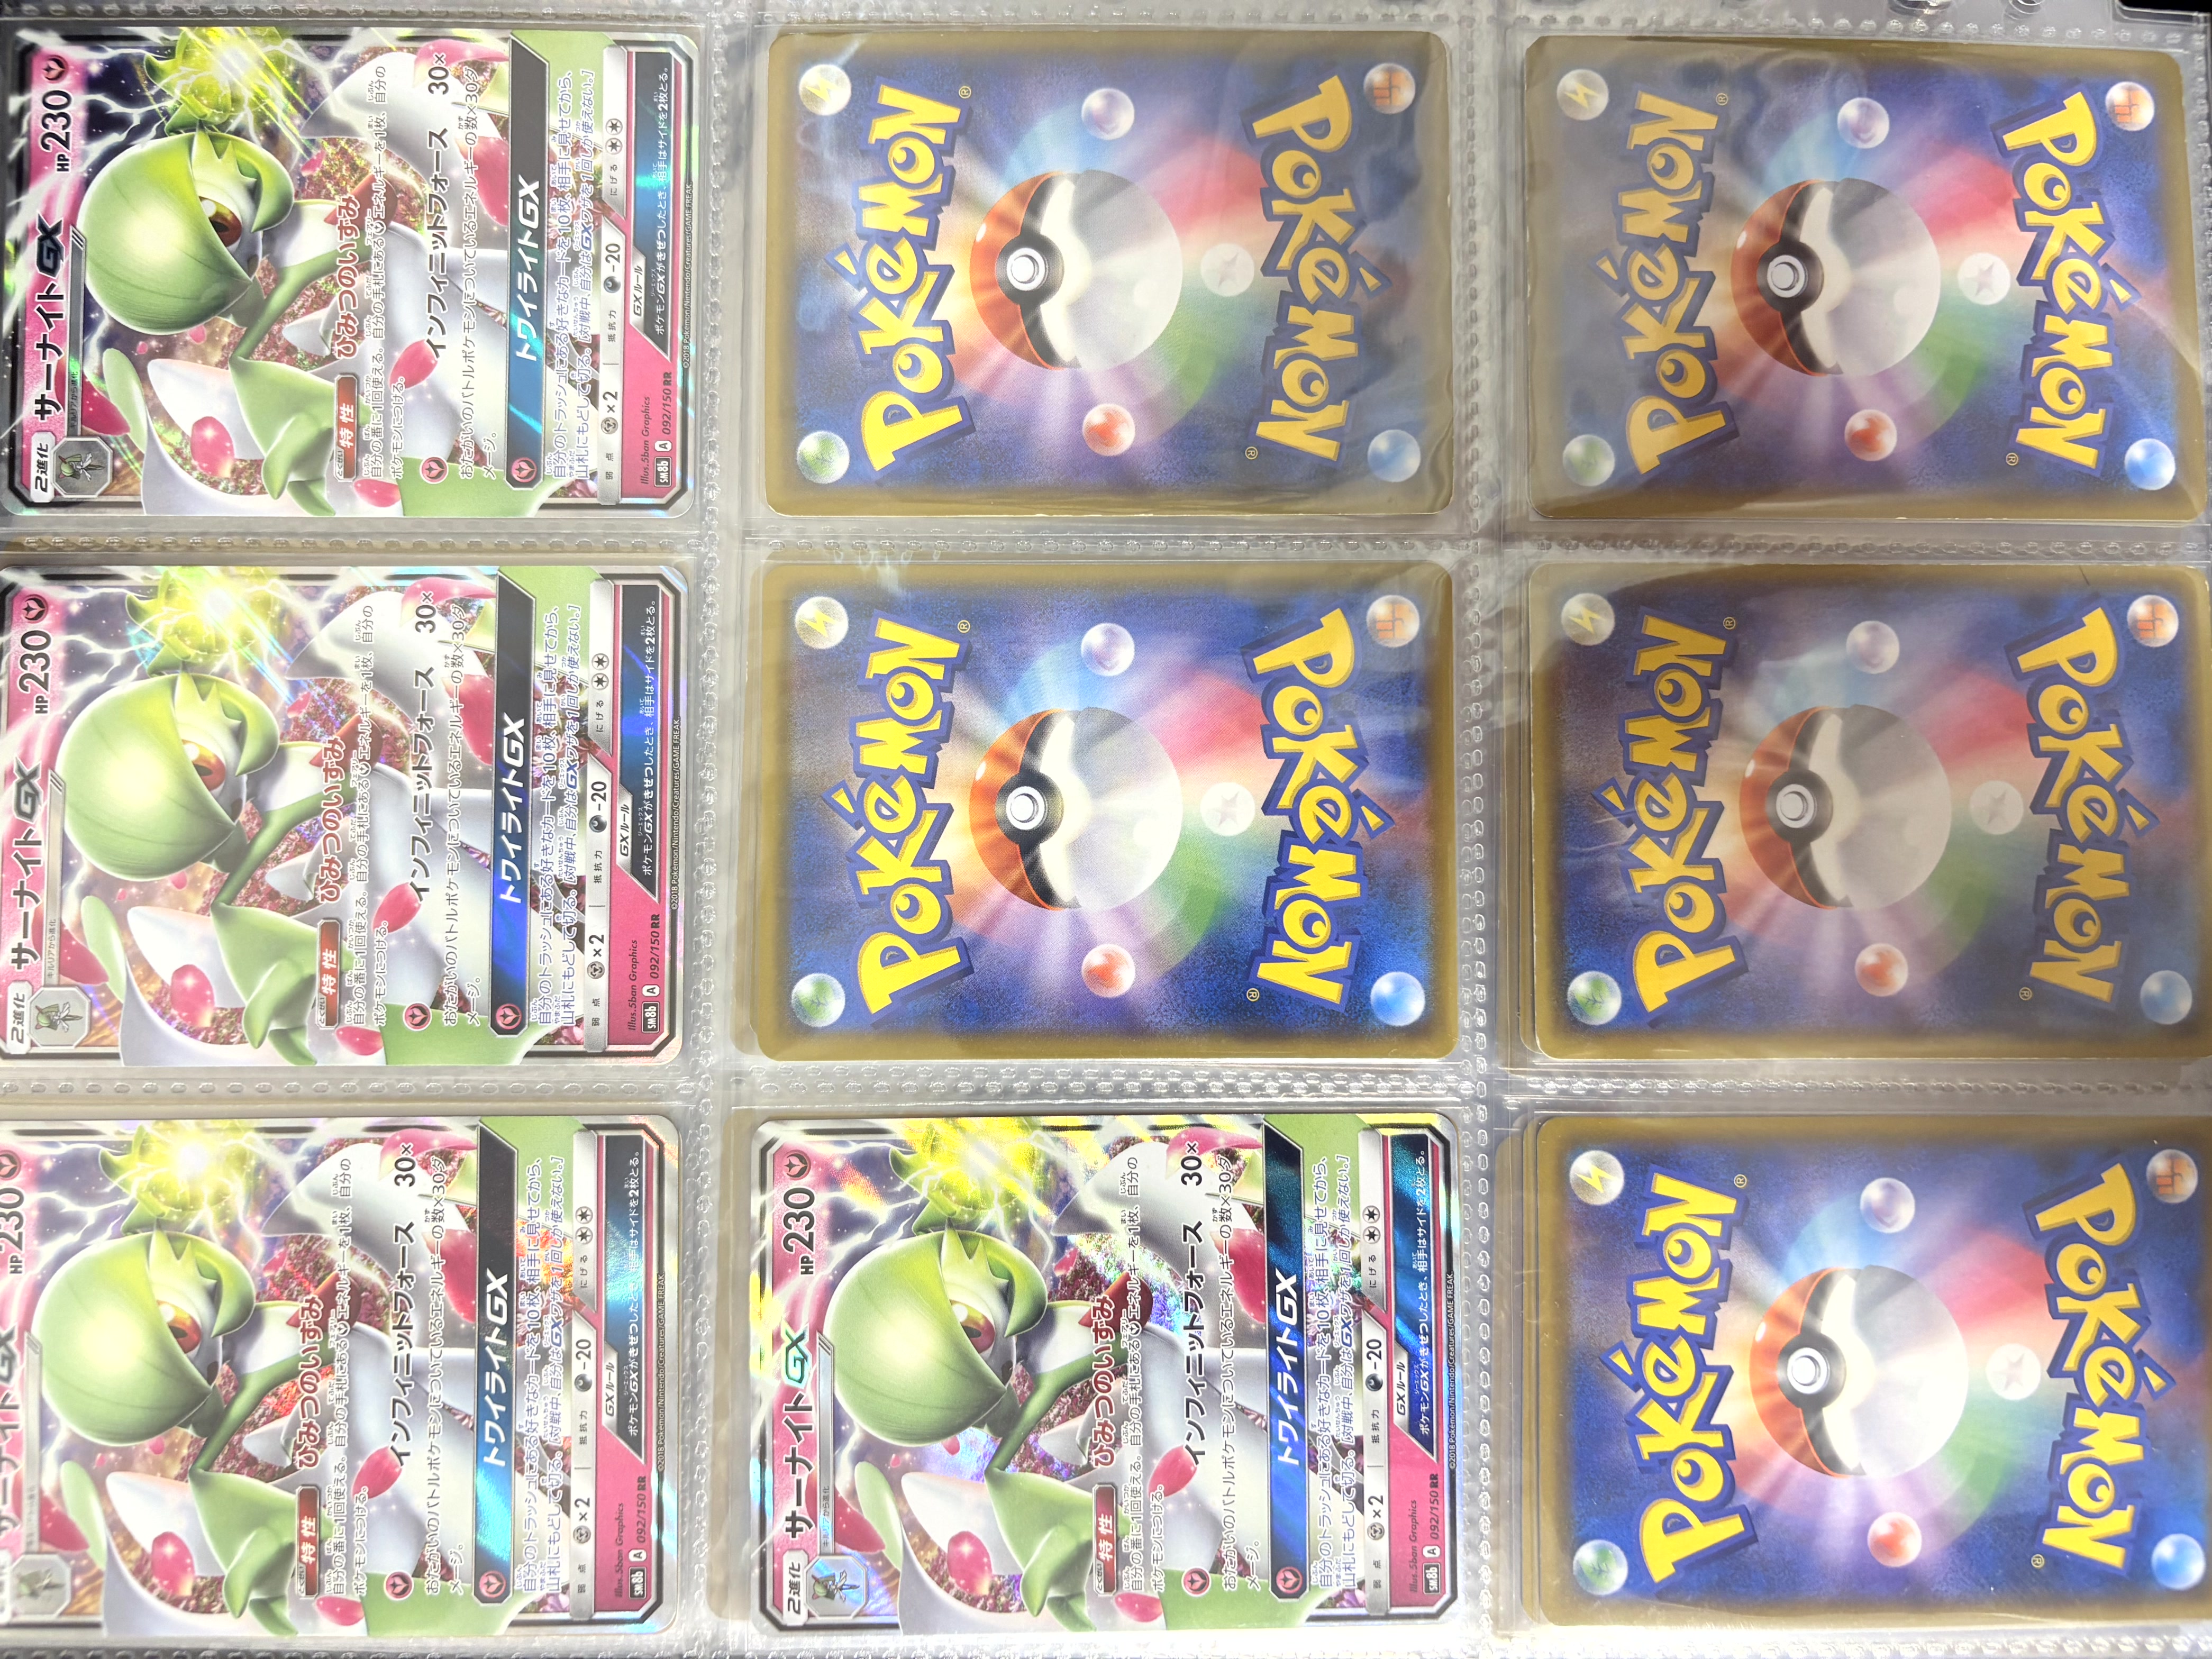 HP230
2進化 サーナイトGX HP230
キルリアから進化
2進化 サーナイトGX HP230
キルリアから進化
とくせい
特性 ひみつのいずみ
自分の番に1回使える。自分の手札にあるエネルギーを1枚、自分の
ポケモンにつける。
インフィニットフォース 30×
おたがいのバトルポケモンについているエネルギーの数×30ダ
メージ。
トワイライトGX
自分のトラッシュにある好きなカードを10枚、相手に見せてから、
山札にもどして切る。[対戦中、自分はGXワザを1回しか使えない。]
弱点 ×2 抵抗力 -20 にげる
GXルール
Illus.5ban Graphics
ポケモンGXがきぜつしたとき、相手はサイドを2枚とる。
SM8b A 092/150 RR
©2018 Pokémon/Nintendo/Creatures/GAME FREAK.
とくせい
特性 ひみつのいずみ
自分の番に1回使える。自分の手札にあるエネルギーを1枚、自分の
ポケモンにつける。
インフィニットフォース 30×
おたがいのバトルポケモンについているエネルギーの数×30ダ
メージ。
トワイライトGX
自分のトラッシュにある好きなカードを10枚、相手に見せてから、
山札にもどして切る。[対戦中、自分はGXワザを1回しか使えない。]
弱点 ×2 抵抗力 -20 にげる
GXルール
Illus.5ban Graphics
ポケモンGXがきぜつしたとき、相手はサイドを2枚とる。
SM8b A 092/150 RR
©2018 Pokémon/Nintendo/Creatures/GAME FREAK.
とくせい
特性 ひみつのいずみ
自分の番に1回使える。自分の手札にあるエネルギーを1枚、自分の
ポケモンにつける。
インフィニットフォース 30×
おたがいのバトルポケモンについているエネルギーの数×30ダ
メージ。
トワイライトGX
自分のトラッシュにある好きなカードを10枚、相手に見せてから、
山札にもどして切る。[対戦中、自分はGXワザを1回しか使えない。]
弱点 ×2 抵抗力 -20 にげる
GXルール
Illus.5ban Graphics
ポケモンGXがきぜつしたとき、相手はサイドを2枚とる。
SM8b A 092/150 RR
©2018 Pokémon/Nintendo/Creatures/GAME FREAK.
2進化 サーナイトGX HP230
キルリアから進化
とくせい
特性 ひみつのいずみ
自分の番に1回使える。自分の手札にあるエネルギーを1枚、自分の
ポケモンにつける。
インフィニットフォース 30×
おたがいのバトルポケモンについているエネルギーの数×30ダ
メージ。
トワイライトGX
自分のトラッシュにある好きなカードを10枚、相手に見せてから、
山札にもどして切る。[対戦中、自分はGXワザを1回しか使えない。]
弱点 ×2 抵抗力 -20 にげる
GXルール
Illus.5ban Graphics
ポケモンGXがきぜつしたとき、相手はサイドを2枚とる。
SM8b A 092/150 RR
©2018 Pokémon/Nintendo/Creatures/GAME FREAK.
POKéMON®
POKéMON®
POKéMON®
POKéMON®
POKéMON®
POKéMON®
POKéMON®
POKéMON®
POKéMON®
POKéMON®